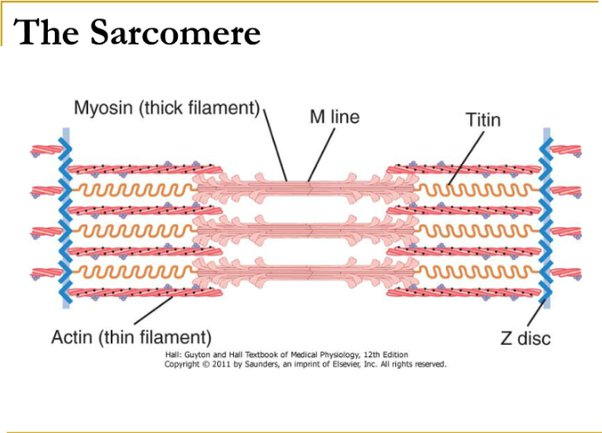 The Sarcomere
Myosin (thick filament)
M line
Titin
Actin (thin filament)
Z disc
Hall: Guyton and Hall Textbook of Medical Physiology, 12th Edition
Copyright © 2011 by Saunders, an imprint of Elsevier, Inc. All rights reserved.